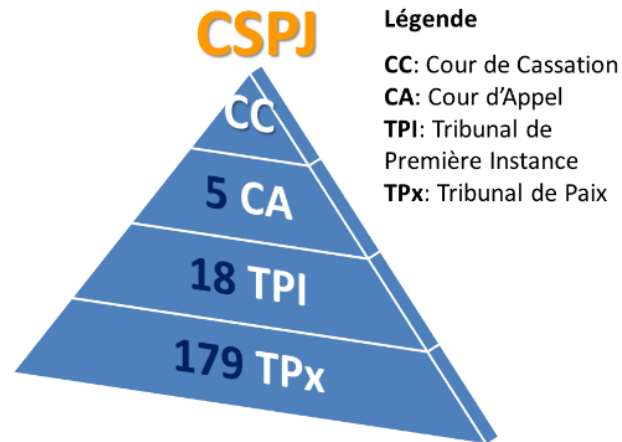 CSPJ
CC
5 CA
18 TPI
179 TPx
Légende
CC: Cour de Cassation
CA: Cour d’Appel
TPI: Tribunal de
Première Instance
TPx: Tribunal de Paix